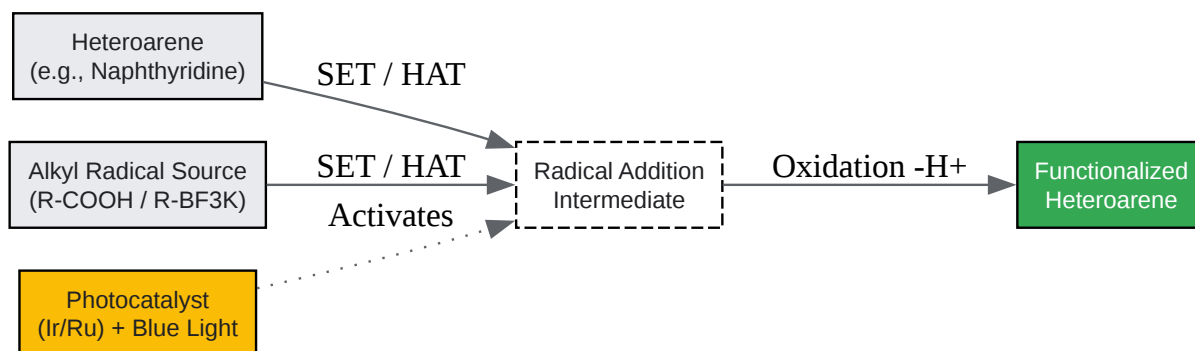 Heteroarene
(e.g., Naphthyridine)
SET / HAT
Alkyl Radical Source
(R-COOH / R-BF3K)
SET / HAT
Activates
Photocatalyst
(Ir/Ru) + Blue Light
Radical Addition
Intermediate
Oxidation -H+
Functionalized
Heteroarene